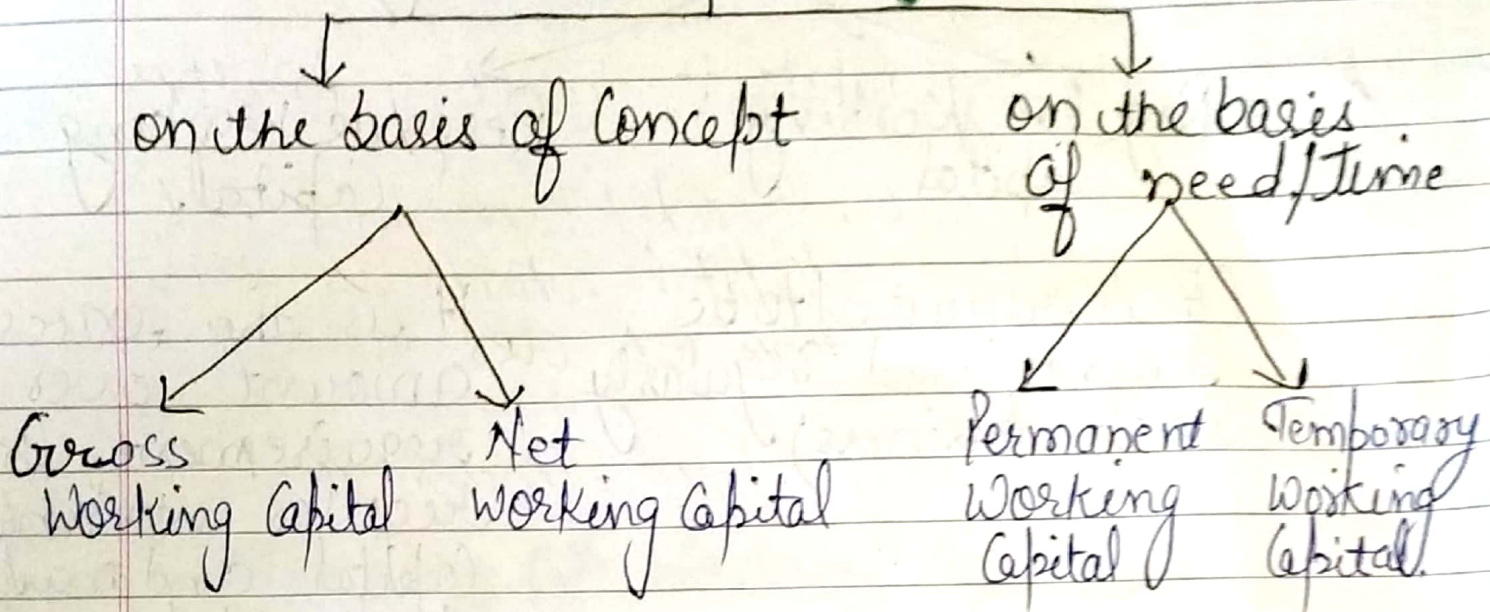 on the basis of Concept
on the basis
of need/Time
Gross
Working Capital
Net
Working Capital
Permanent
Working
Capital
Temporary
Working
Capital.